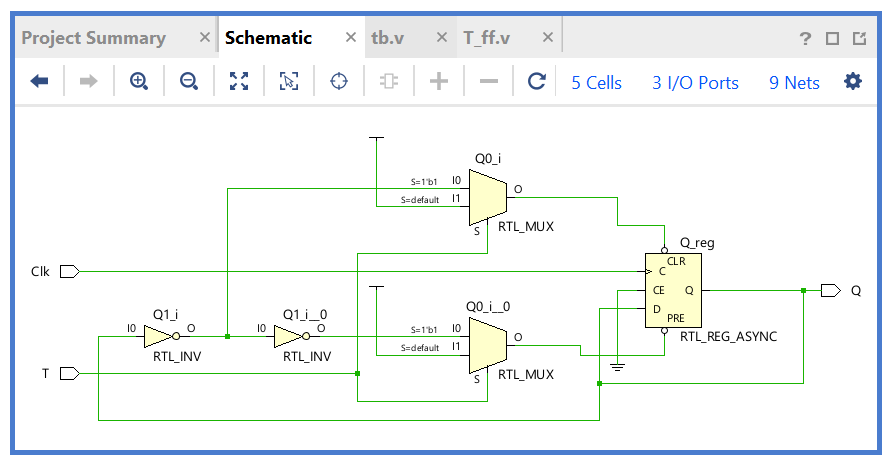 Project Summary × Schematic × tb.v × T_ff.v × ?
5 Cells 3 I/O Ports 9 Nets
Q0_i
S=1'b1 I0
S=default I1 O
S RTL_MUX
Q_reg
CLR
Clk C
CE Q
D
PRE
RTL_REG_ASYNC
Q
Q1_i Q1_i__0 Q0_i__0
I0 O I0 O S=1'b1 I0
S=default I1 O
RTL_INV RTL_INV RTL_MUX
T S